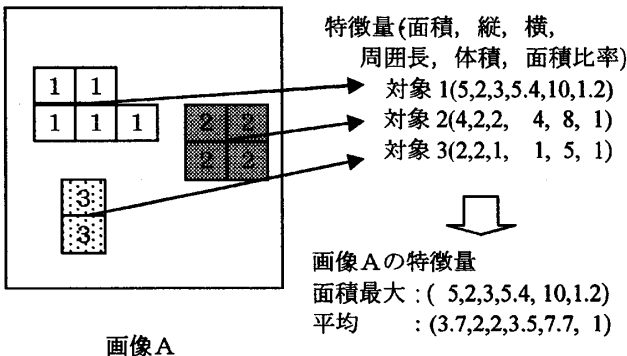 特徴量(面積, 縦, 横,
周囲長, 体積, 面積比率)
1 1
1 1 1
2 2
2 2
3
3
対象 1(5,2,3,5.4,10,1.2)
対象 2(4,2,2, 4, 8, 1)
対象 3(2,2,1, 1, 5, 1)
画像Aの特徴量
面積最大 :( 5,2,3,5.4, 10,1.2)
平均 : (3.7,2,2,3.5,7.7, 1)
画像A